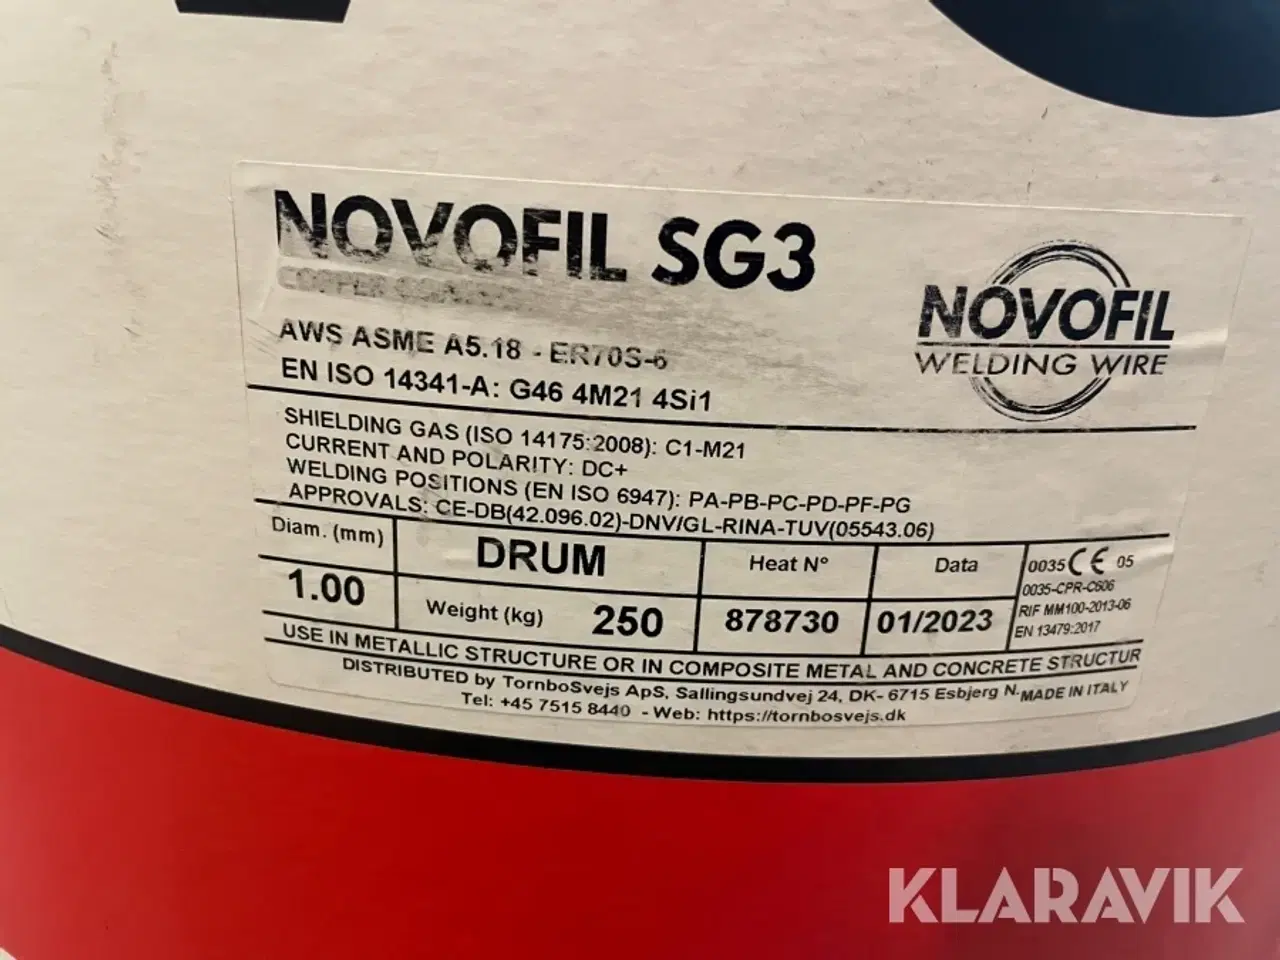 NOVOFIL SG3
COPPER
AWS ASME A5.18 - ER70S-6
EN ISO 14341-A: G46 4M21 4Si1
NOVOFIL
WELDING WIRE
SHIELDING GAS (ISO 14175:2008): C1-M21
CURRENT AND POLARITY: DC+
WELDING POSITIONS (EN ISO 6947): PA-PB-PC-PD-PF-PG
APPROVALS: CE-DB(42.096.02)-DNV/GL-RINA-TUV(05543.06)
Diam. (mm)
1.00
DRUM
Weight (kg) 250
Heat N°
878730
Data
01/2023
0035 CE 05
0035-CPR-C606
RIF MM100-2013-06
EN 13479:2017
USE IN METALLIC STRUCTURE OR IN COMPOSITE METAL AND CONCRETE STRUCTUR
DISTRIBUTED by TornboSvejs ApS, Sallingsundvej 24, DK- 6715 Esbjerg N. MADE IN ITALY
Tel: +45 7515 8440 - Web: https://tornbosvejs.dk
KLARAVIK